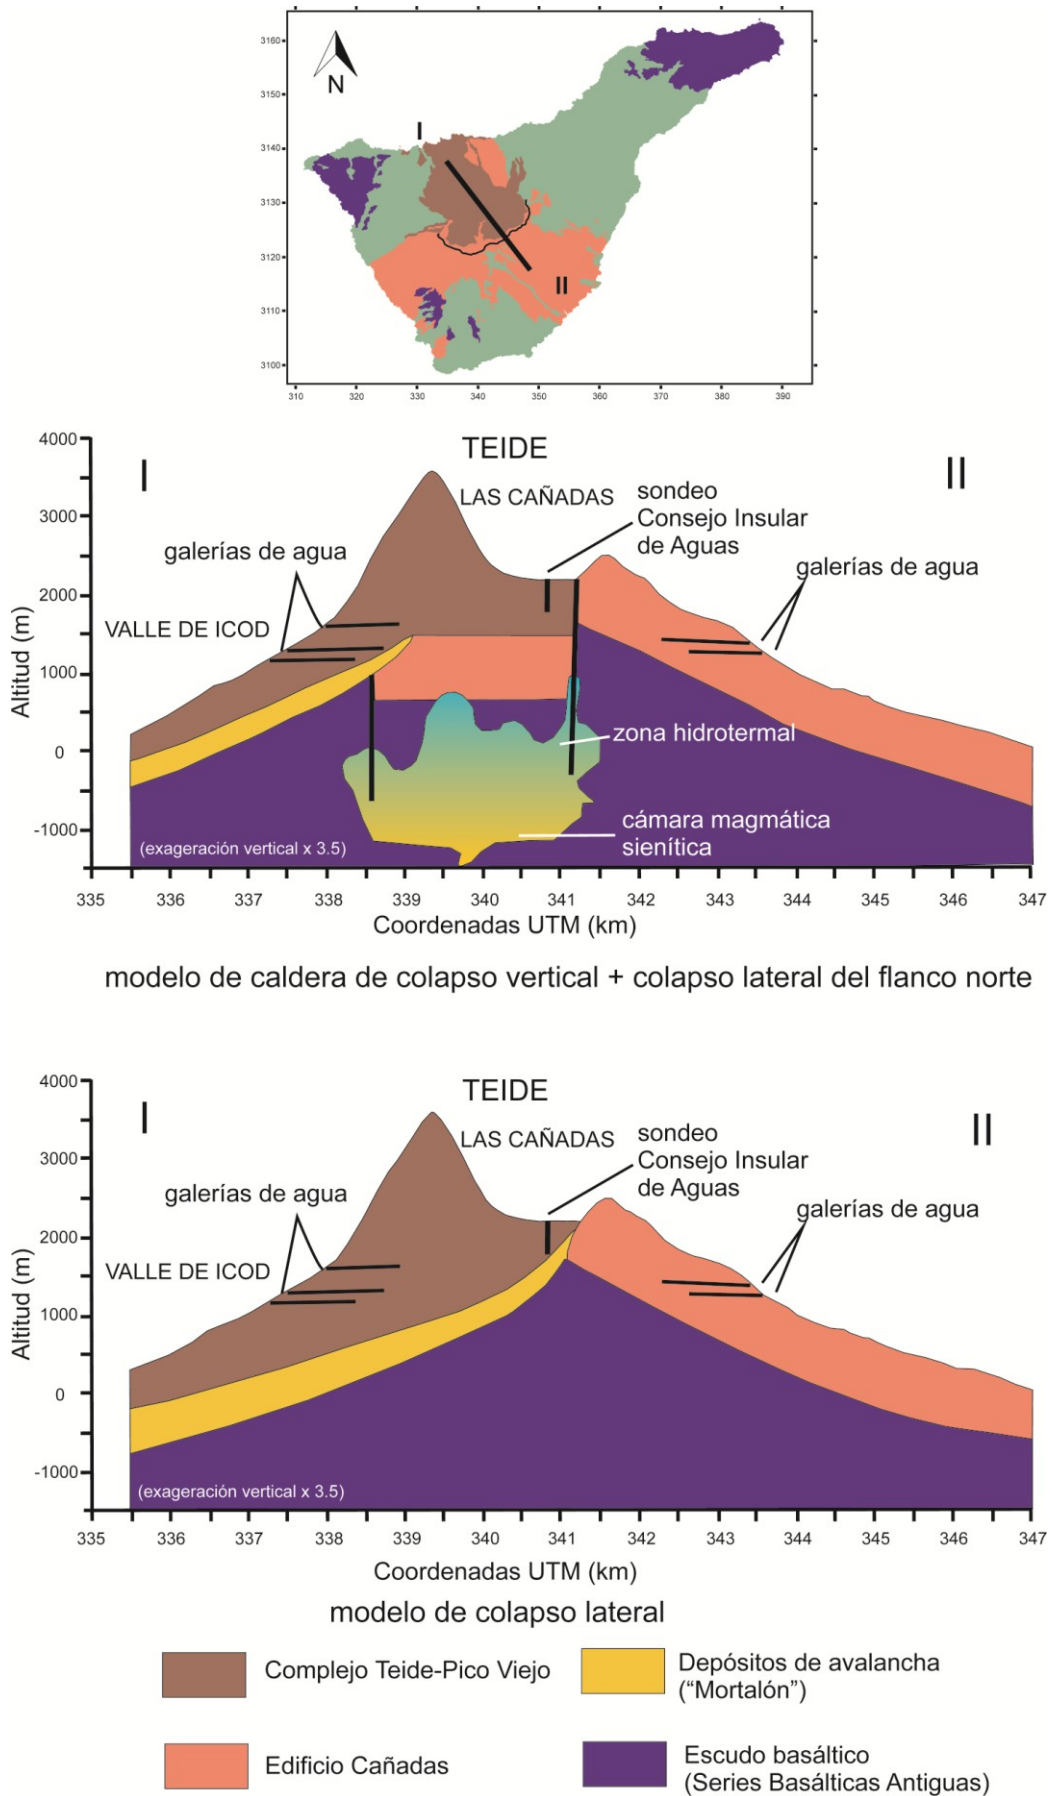 3160
3150
3140
3130
3120
3110
3100
N
I
II
310 320 330 340 350 360 370 380 390
4000
3000
2000
1000
0
-1000
Altitud (m)
I
TEIDE
II
LAS CAÑADAS
sondeo
Consejo Insular
de Aguas
galerías de agua
galerías de agua
VALLE DE ICOD
zona hidrotermal
cámara magmática
sienítica
(exageración vertical x 3.5)
335 336 337 338 339 340 341 342 343 344 345 346 347
Coordenadas UTM (km)
modelo de caldera de colapso vertical + colapso lateral del flanco norte
4000
3000
2000
1000
0
-1000
Altitud (m)
I
TEIDE
II
LAS CAÑADAS
sondeo
Consejo Insular
de Aguas
galerías de agua
galerías de agua
VALLE DE ICOD
(exageración vertical x 3.5)
335 336 337 338 339 340 341 342 343 344 345 346 347
Coordenadas UTM (km)
modelo de colapso lateral
Complejo Teide-Pico Viejo
Depósitos de avalancha
("Mortalón")
Edificio Cañadas
Escudo basáltico
(Series Basálticas Antiguas)